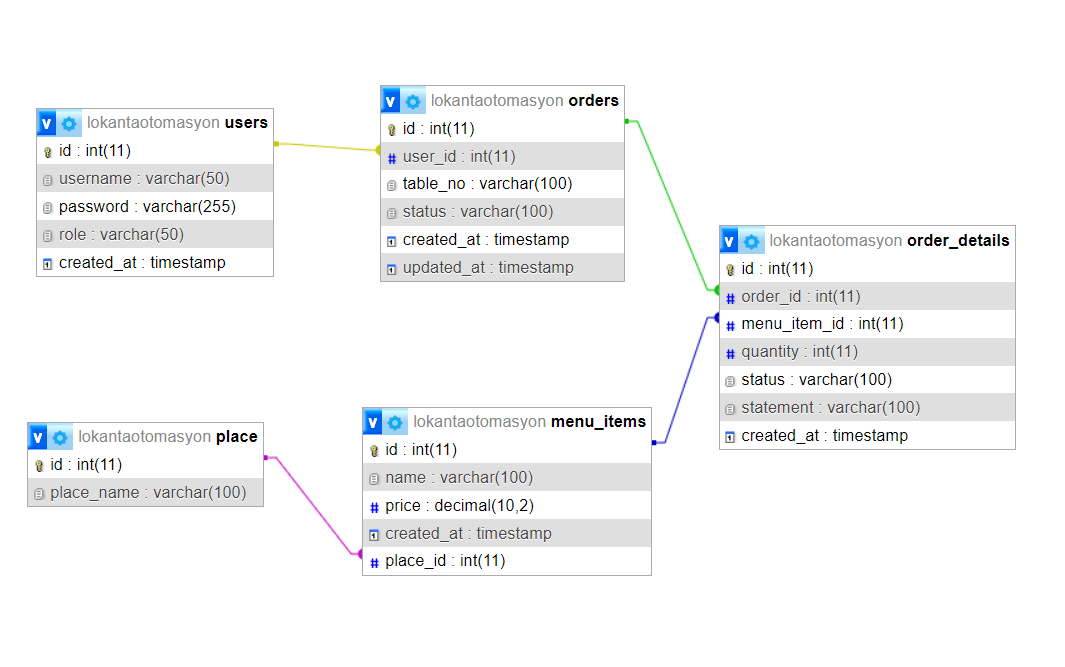 lokantaotomasyon users
id : int(11)
username : varchar(50)
password : varchar(255)
role : varchar(50)
created_at : timestamp
lokantaotomasyon orders
id : int(11)
user_id : int(11)
table_no : varchar(100)
status : varchar(100)
created_at : timestamp
updated_at : timestamp
lokantaotomasyon order_details
id : int(11)
order_id : int(11)
menu_item_id : int(11)
quantity : int(11)
status : varchar(100)
statement : varchar(100)
created_at : timestamp
lokantaotomasyon place
id : int(11)
place_name : varchar(100)
lokantaotomasyon menu_items
id : int(11)
name : varchar(100)
price : decimal(10,2)
created_at : timestamp
place_id : int(11)